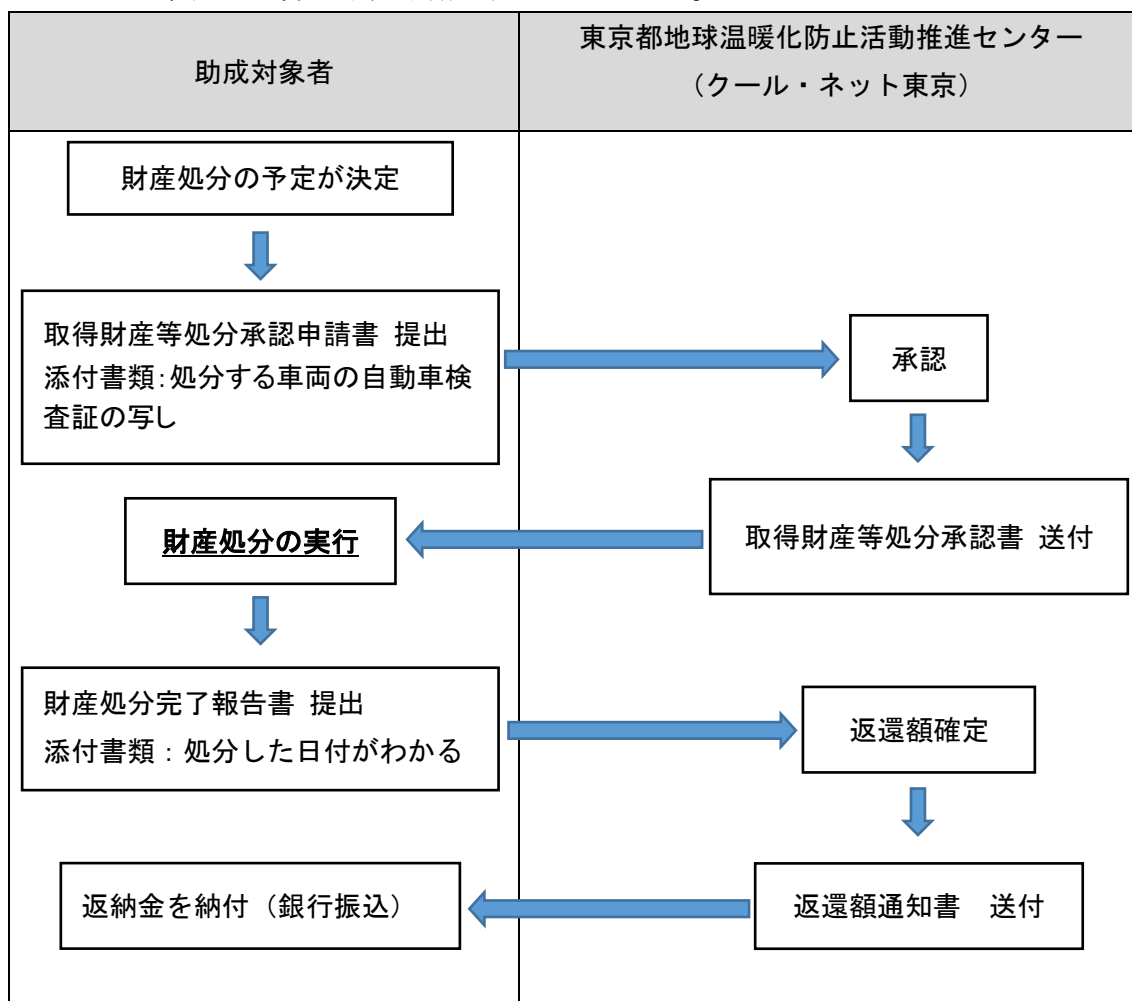 助成対象者
東京都地球温暖化防止活動推進センター
（クール・ネット東京）
財産処分の予定が決定
取得財産等処分承認申請書 提出
添付書類：処分する車両の自動車検
査証の写し
承認
取得財産等処分承認書 送付
財産処分の実行
財産処分完了報告書 提出
添付書類：処分した日付がわかる
返還額確定
返還額通知書　送付
返納金を納付（銀行振込）